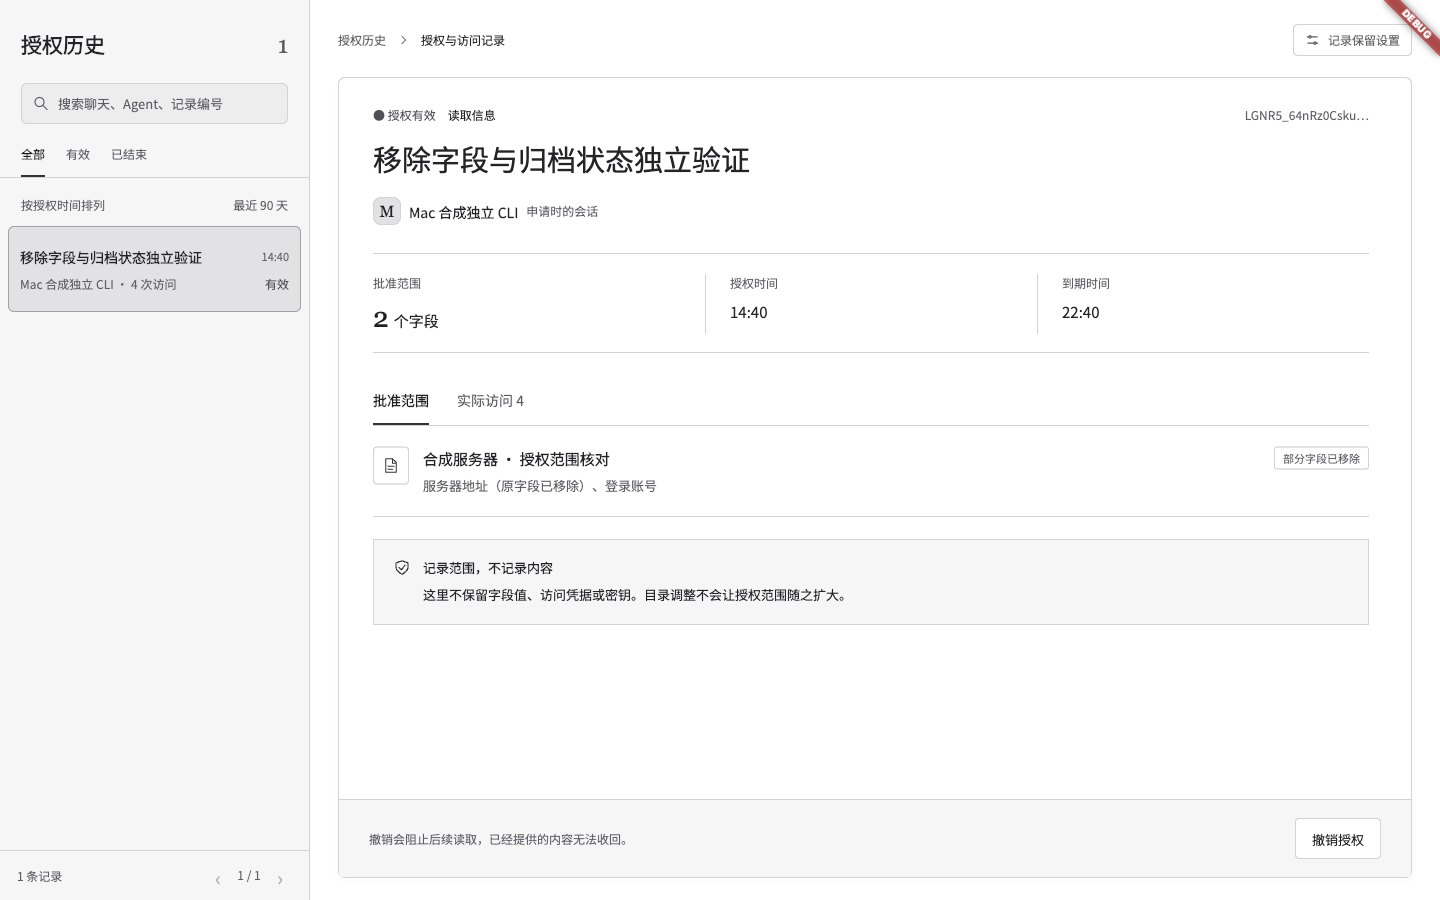 授权历史
1
搜索聊天、Agent、记录编号
全部
有效
已结束
按授权时间排列
最近 90 天
移除字段与归档状态独立验证
14:40
Mac 合成独立 CLI · 4 次访问
有效
1 条记录
‹ 1 / 1 ›
授权历史 > 授权与访问记录
记录保留设置
DEBUG
授权有效 读取信息
LGNR5_64nRz0Csku…
移除字段与归档状态独立验证
M
Mac 合成独立 CLI 申请时的会话
批准范围
2 个字段
授权时间
14:40
到期时间
22:40
批准范围
实际访问 4
合成服务器 · 授权范围核对
部分字段已移除
服务器地址（原字段已移除）、登录账号
记录范围，不记录内容
这里不保留字段值、访问凭据或密钥。目录调整不会让授权范围随之扩大。
撤销会阻止后续读取，已经提供的内容无法收回。
撤销授权